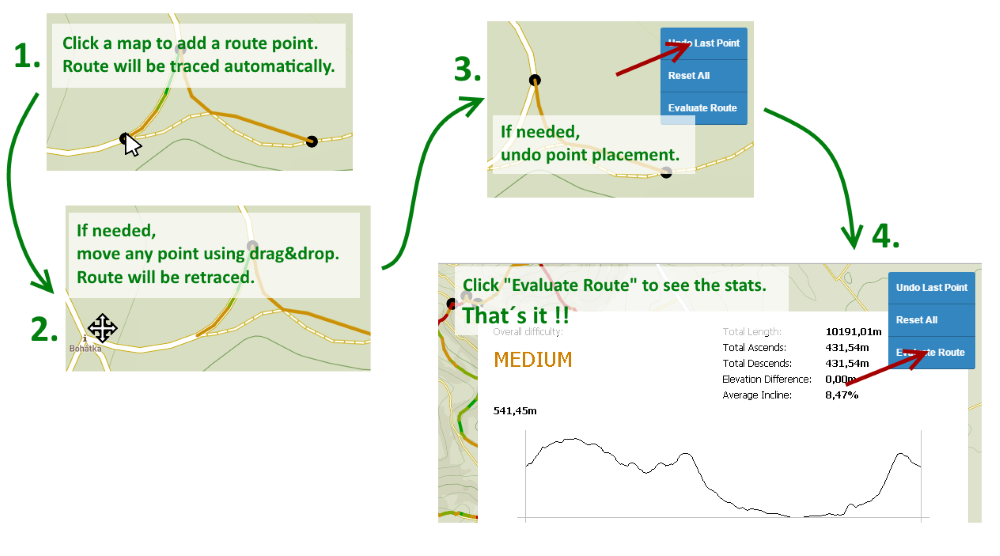 1.
Click a map to add a route point.
Route will be traced automatically.
2.
If needed,
move any point using drag&drop.
Route will be retraced.
Bohátka
3.
Undo Last Point
Reset All
Evaluate Route
If needed,
undo point placement.
4.
Click "Evaluate Route" to see the stats.
That´s it !!
Undo Last Point
Reset All
Evaluate Route
Overall difficulty:
MEDIUM
Total Length: 10191,01m
Total Ascends: 431,54m
Total Descends: 431,54m
Elevation Difference: 0,00m
Average Incline: 8,47%
541,45m